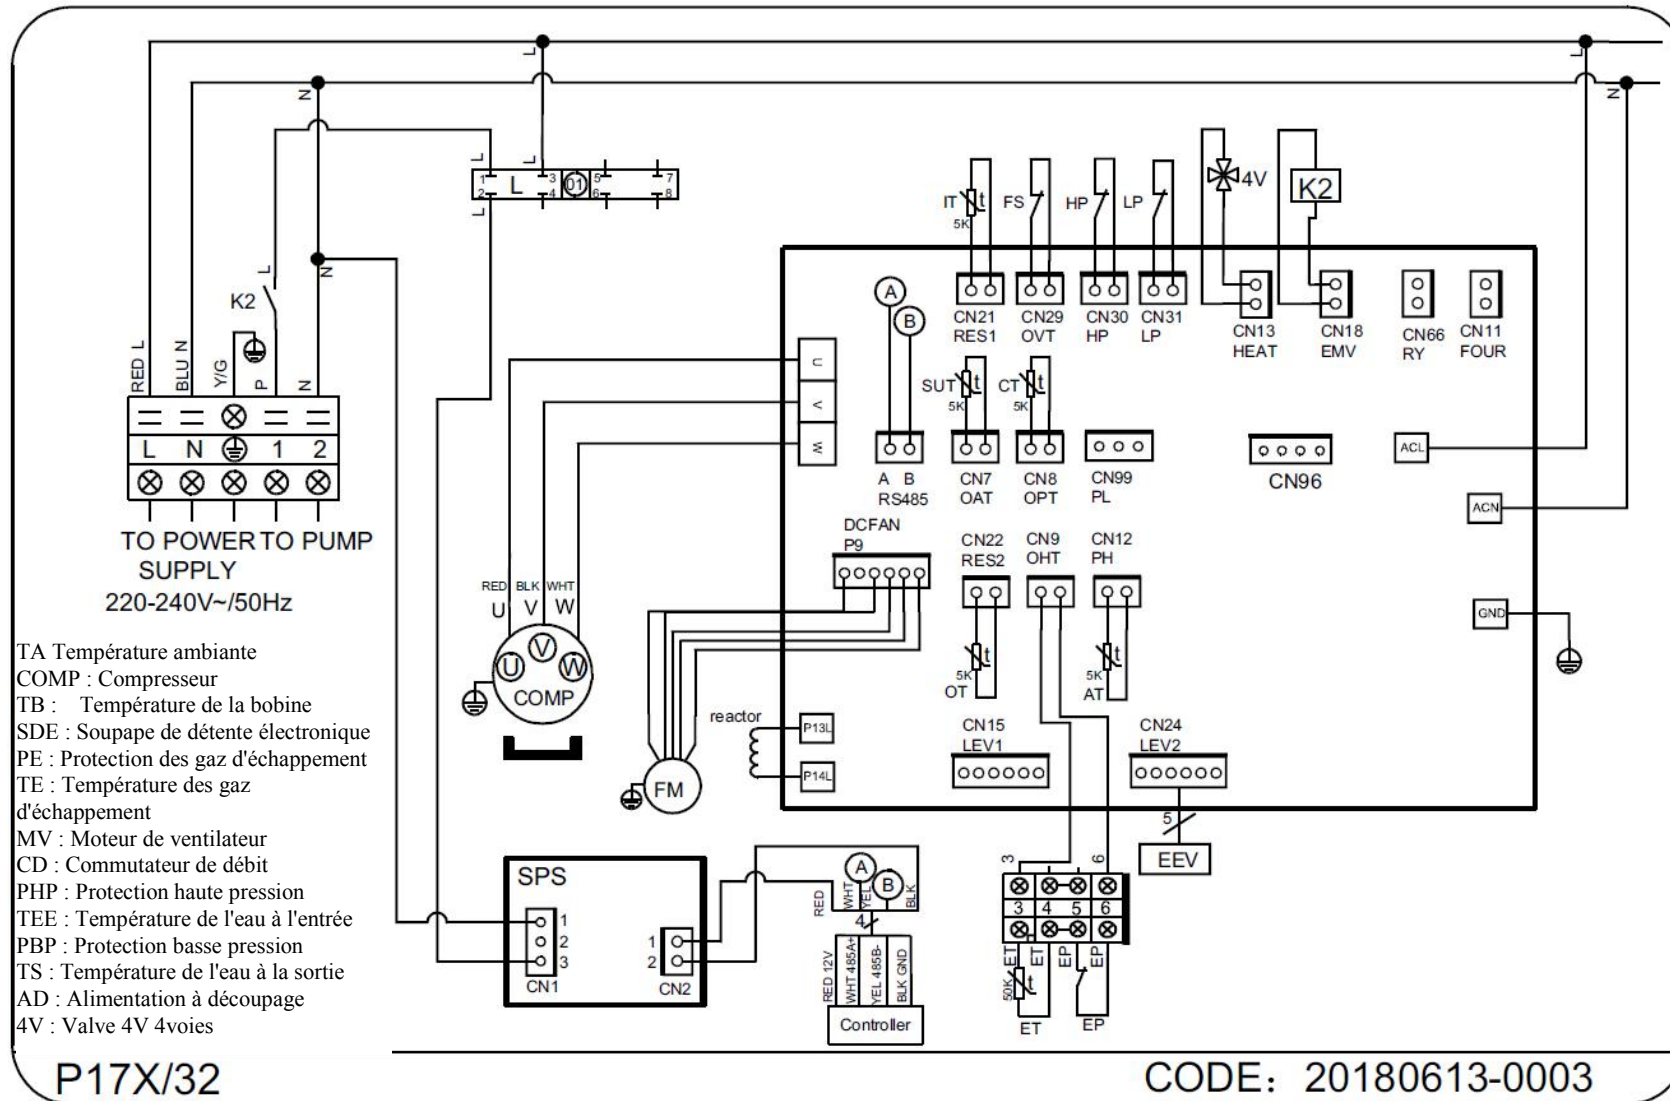 L
L
N
N
L
L
L
1
2
L
3
4
01
5
6
7
8
L
N
K2
RED L
BLU N
Y/G
P
N
L N 1 2
TO POWER TO PUMP
SUPPLY
220-240V~/50Hz
IT
t
5K
FS
HP
LP
4V
K2
A
B
CN21
RES1
CN29
OVT
CN30
HP
CN31
LP
CN13
HEAT
CN18
EMV
CN66
RY
CN11
FOUR
U
V
W
SUT
t
5K
CT
t
5K
A B
RS485
CN7
OAT
CN8
OPT
CN99
PL
CN96
ACL
ACN
GND
DCFAN
P9
CN22
RES2
CN9
OHT
CN12
PH
t
5K
OT
t
5K
AT
RED BLK WHT
U V W
U V W
COMP
FM
reactor
P13L
P14L
CN15
LEV1
CN24
LEV2
5
EEV
3
6
3 4 5 6
ET
ET
EP
EP
50K
t
ET
EP
SPS
1
2
3
CN1
1
2
CN2
RED
WHT
YEL
BLK
A
B
4
RED 12V
WHT 485A+
YEL 485B-
BLK GND
Controller
TA Température ambiante
COMP : Compresseur
TB : Température de la bobine
SDE : Soupape de détente électronique
PE : Protection des gaz d'échappement
TE : Température des gaz
d'échappement
MV : Moteur de ventilateur
CD : Commutateur de débit
PHP : Protection haute pression
TEE : Température de l'eau à l'entrée
PBP : Protection basse pression
TS : Température de l'eau à la sortie
AD : Alimentation à découpage
4V : Valve 4V 4voies
P17X/32
CODE: 20180613-0003